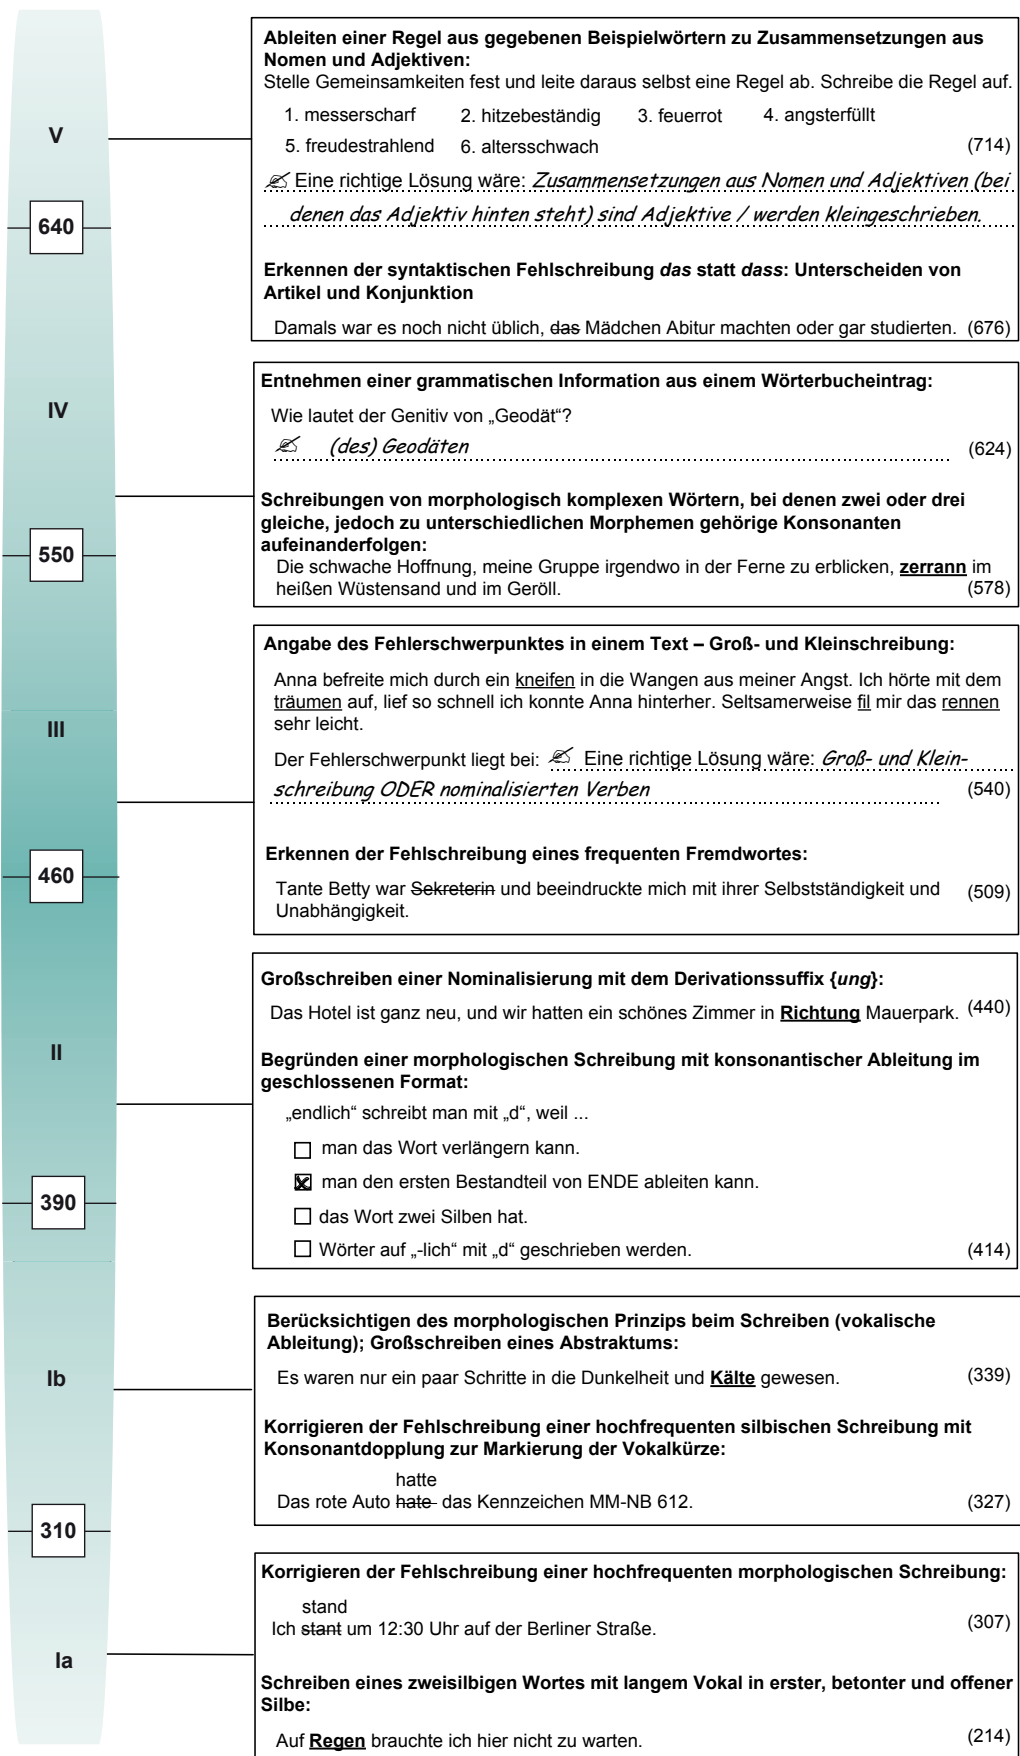 Ableiten einer Regel aus gegebenen Beispielwörtern zu Zusammensetzungen aus
Nomen und Adjektiven:
Stelle Gemeinsamkeiten fest und leite daraus selbst eine Regel ab. Schreibe die Regel auf.
1. messerscharf 2. hitzebeständig 3. feuerrot 4. angsterfüllt
V
5. freudestrahlend 6. altersschwach (714)
Eine richtige Lösung wäre: Zusammensetzungen aus Nomen und Adjektiven (bei
denen das Adjektiv hinten steht) sind Adjektive / werden kleingeschrieben.
640
Erkennen der syntaktischen Fehlschreibung das statt dass: Unterscheiden von
Artikel und Konjunktion
Damals war es noch nicht üblich, das Mädchen Abitur machten oder gar studierten. (676)
Entnehmen einer grammatischen Information aus einem Wörterbucheintrag:
IV
Wie lautet der Genitiv von „Geodät“?
(des) Geodäten (624)
Schreibungen von morphologisch komplexen Wörtern, bei denen zwei oder drei
gleiche, jedoch zu unterschiedlichen Morphemen gehörige Konsonanten
aufeinanderfolgen:
550
Die schwache Hoffnung, meine Gruppe irgendwo in der Ferne zu erblicken, zerrann im
heißen Wüstensand und im Geröll. (578)
Angabe des Fehlerschwerpunktes in einem Text – Groß- und Kleinschreibung:
Anna befreite mich durch ein kneifen in die Wangen aus meiner Angst. Ich hörte mit dem
träumen auf, lief so schnell ich konnte Anna hinterher. Seltsamerweise fil mir das rennen
sehr leicht.
III
Der Fehlerschwerpunkt liegt bei: Eine richtige Lösung wäre: Groß- und Klein-
schreibung ODER nominalisierten Verben (540)
Erkennen der Fehlschreibung eines frequenten Fremdwortes:
460
Tante Betty war Sekreterin und beeindruckte mich mit ihrer Selbstständigkeit und
Unabhängigkeit. (509)
Großschreiben einer Nominalisierung mit dem Derivationssuffix {ung}:
Das Hotel ist ganz neu, und wir hatten ein schönes Zimmer in Richtung Mauerpark. (440)
II
Begründen einer morphologischen Schreibung mit konsonantischer Ableitung im
geschlossenen Format:
„endlich“ schreibt man mit „d“, weil ...
man das Wort verlängern kann.
man den ersten Bestandteil von ENDE ableiten kann.
390
das Wort zwei Silben hat.
Wörter auf „-lich“ mit „d“ geschrieben werden. (414)
Berücksichtigen des morphologischen Prinzips beim Schreiben (vokalische
Ableitung); Großschreiben eines Abstraktums:
Ib
Es waren nur ein paar Schritte in die Dunkelheit und Kälte gewesen. (339)
Korrigieren der Fehlschreibung einer hochfrequenten silbischen Schreibung mit
Konsonantdopplung zur Markierung der Vokalkürze:
hatte
Das rote Auto hate das Kennzeichen MM-NB 612. (327)
310
Korrigieren der Fehlschreibung einer hochfrequenten morphologischen Schreibung:
stand
Ich stant um 12:30 Uhr auf der Berliner Straße. (307)
Ia
Schreiben eines zweisilbigen Wortes mit langem Vokal in erster, betonter und offener
Silbe:
Auf Regen brauchte ich hier nicht zu warten. (214)